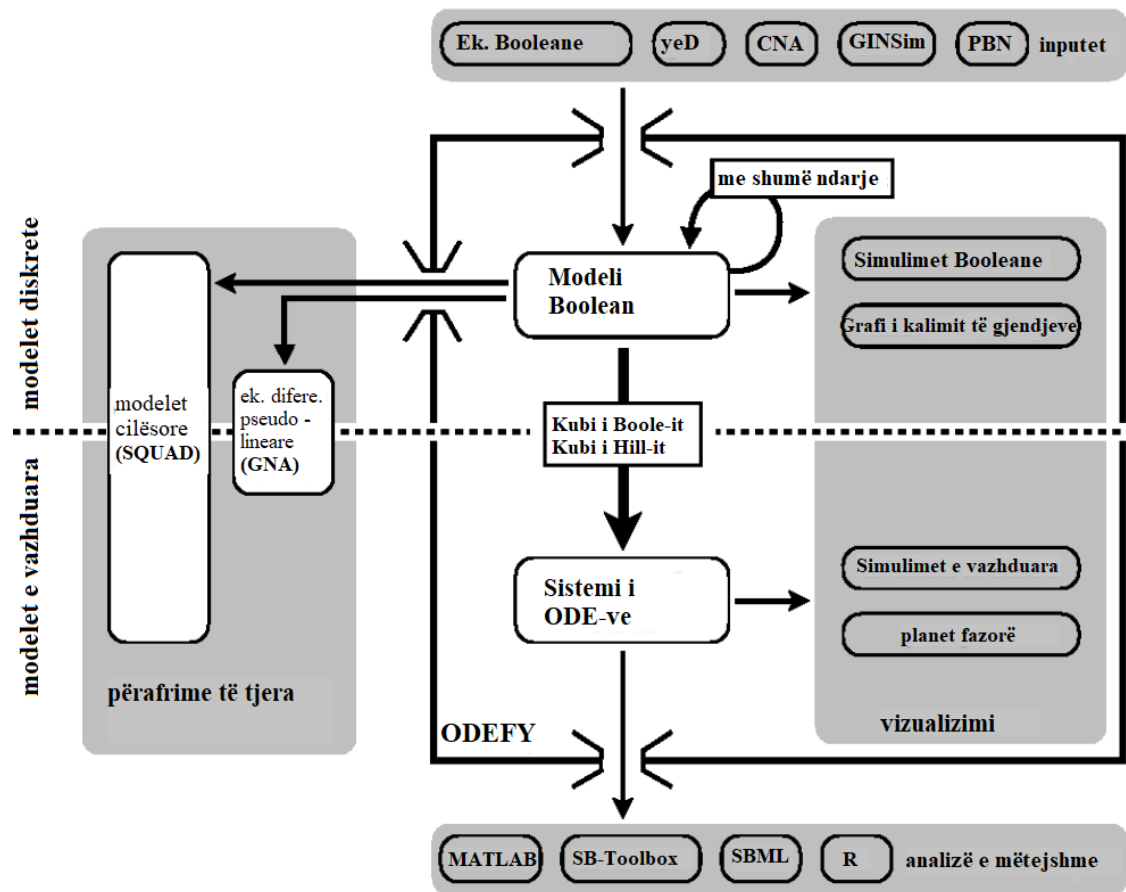 Ek. Booleane
yeD
CNA
GINSim
PBN
inputet
me shumë ndarje
modelet diskrete
Modeli
Boolean
Simulimet Booleane
Grafi i kalimit të gjendjeve
modelet
cilësore
(SQUAD)
ek. difere.
pseudo -
lineare
(GNA)
Kubi i Boole-it
Kubi i Hill-it
modelet e vazhduara
Sistemi i
ODE-ve
Simulimet e vazhduara
planet fazorë
përafrime të tjera
ODEFY
vizualizimi
MATLAB
SB-Toolbox
SBML
R
analizë e mëtejshme